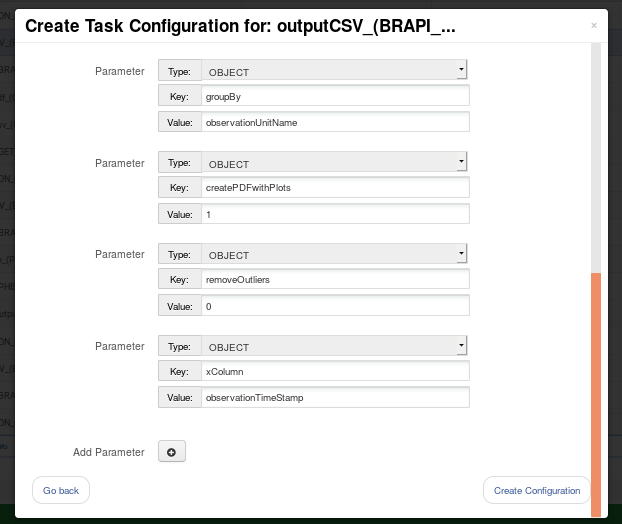 Create Task Configuration for: outputCSV_(BRAPI_...
×
Parameter
Type: OBJECT
Key: groupBy
Value: observationUnitName
Parameter
Type: OBJECT
Key: createPDFwithPlots
Value: 1
Parameter
Type: OBJECT
Key: removeOutliers
Value: 0
Parameter
Type: OBJECT
Key: xColumn
Value: observationTimeStamp
Add Parameter
Go back
Create Configuration